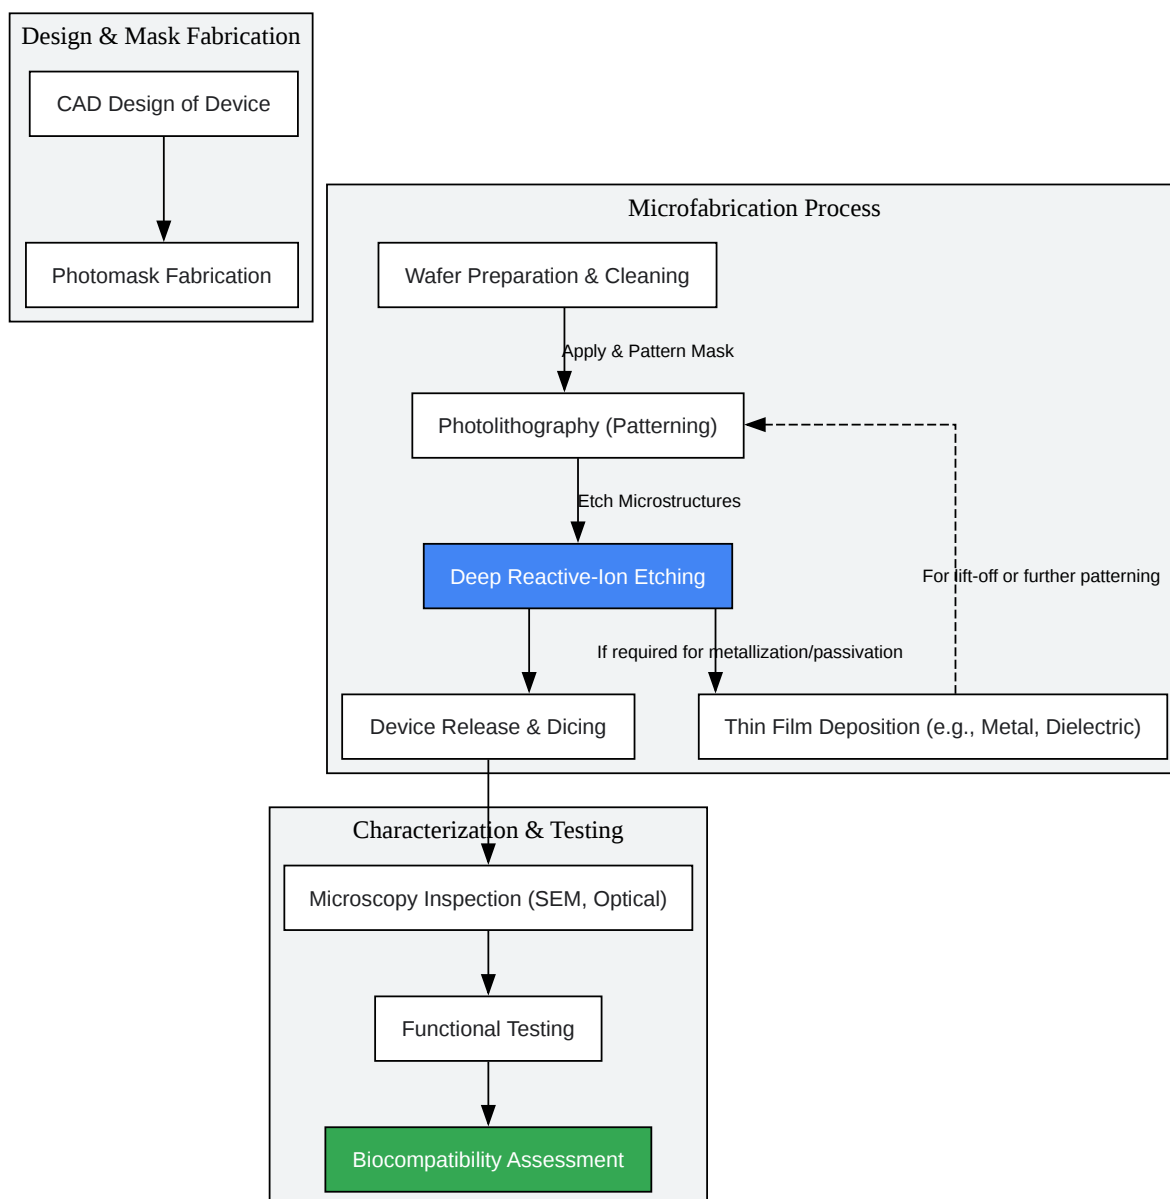 Design & Mask Fabrication
CAD Design of Device
Photomask Fabrication
Microfabrication Process
Wafer Preparation & Cleaning
Apply & Pattern Mask
Photolithography (Patterning)
Etch Microstructures
Deep Reactive-Ion Etching
For lift-off or further patterning
If required for metallization/passivation
Device Release & Dicing
Thin Film Deposition (e.g., Metal, Dielectric)
Characterization & Testing
Microscopy Inspection (SEM, Optical)
Functional Testing
Biocompatibility Assessment